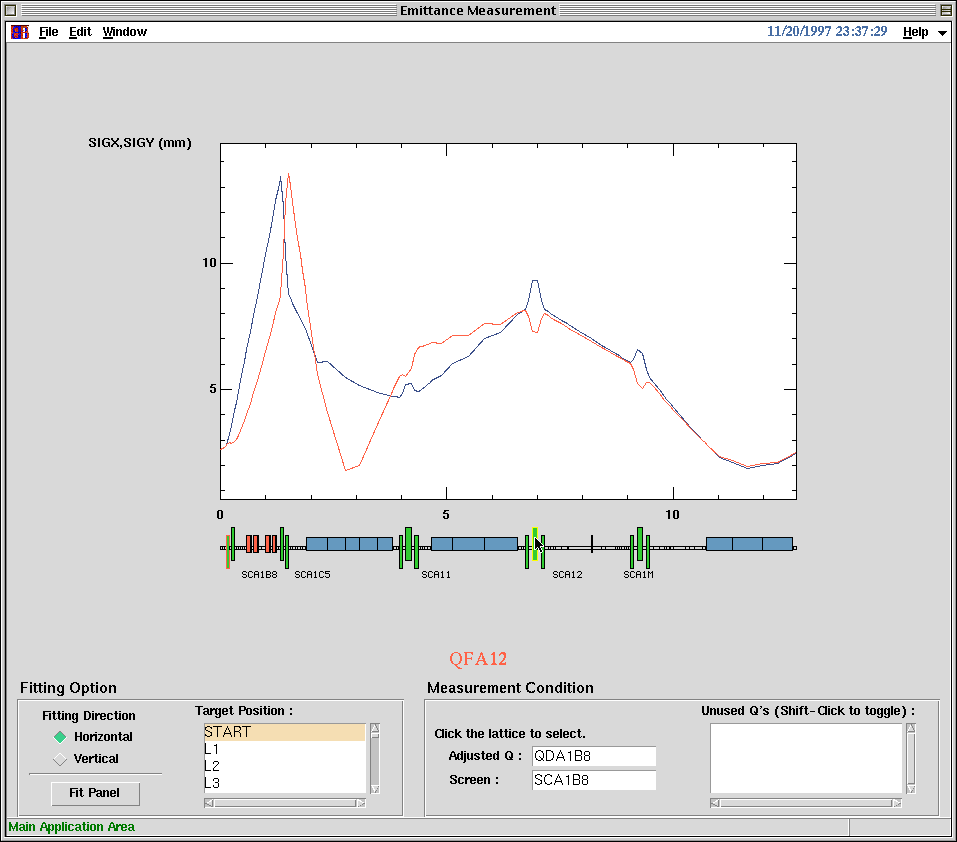 Emittance Measurement
File Edit Window 11/20/1997 23:37:29 Help
SIGX,SIGY (mm)
10
5
0 5 10
SCA1B8 SCA1C5 SCA11 SCA12 SCA1M
QFA12
Fitting Option
Fitting Direction
Horizontal
Vertical
Fit Panel
Target Position :
START
L1
L2
L3
Measurement Condition
Click the lattice to select.
Adjusted Q : QDA1B8
Screen : SCA1B8
Unused Q's (Shift-Click to toggle) :
Main Application Area